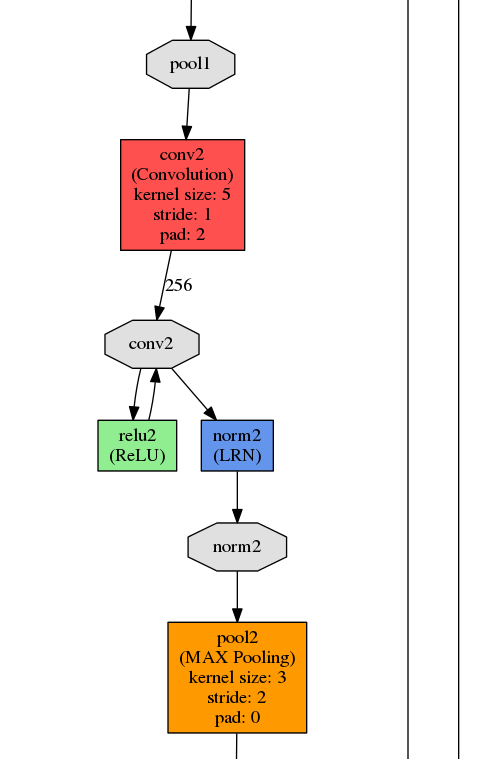 pool1
conv2
(Convolution)
kernel size: 5
stride: 1
pad: 2
256
conv2
relu2
(ReLU)
norm2
(LRN)
norm2
pool2
(MAX Pooling)
kernel size: 3
stride: 2
pad: 0